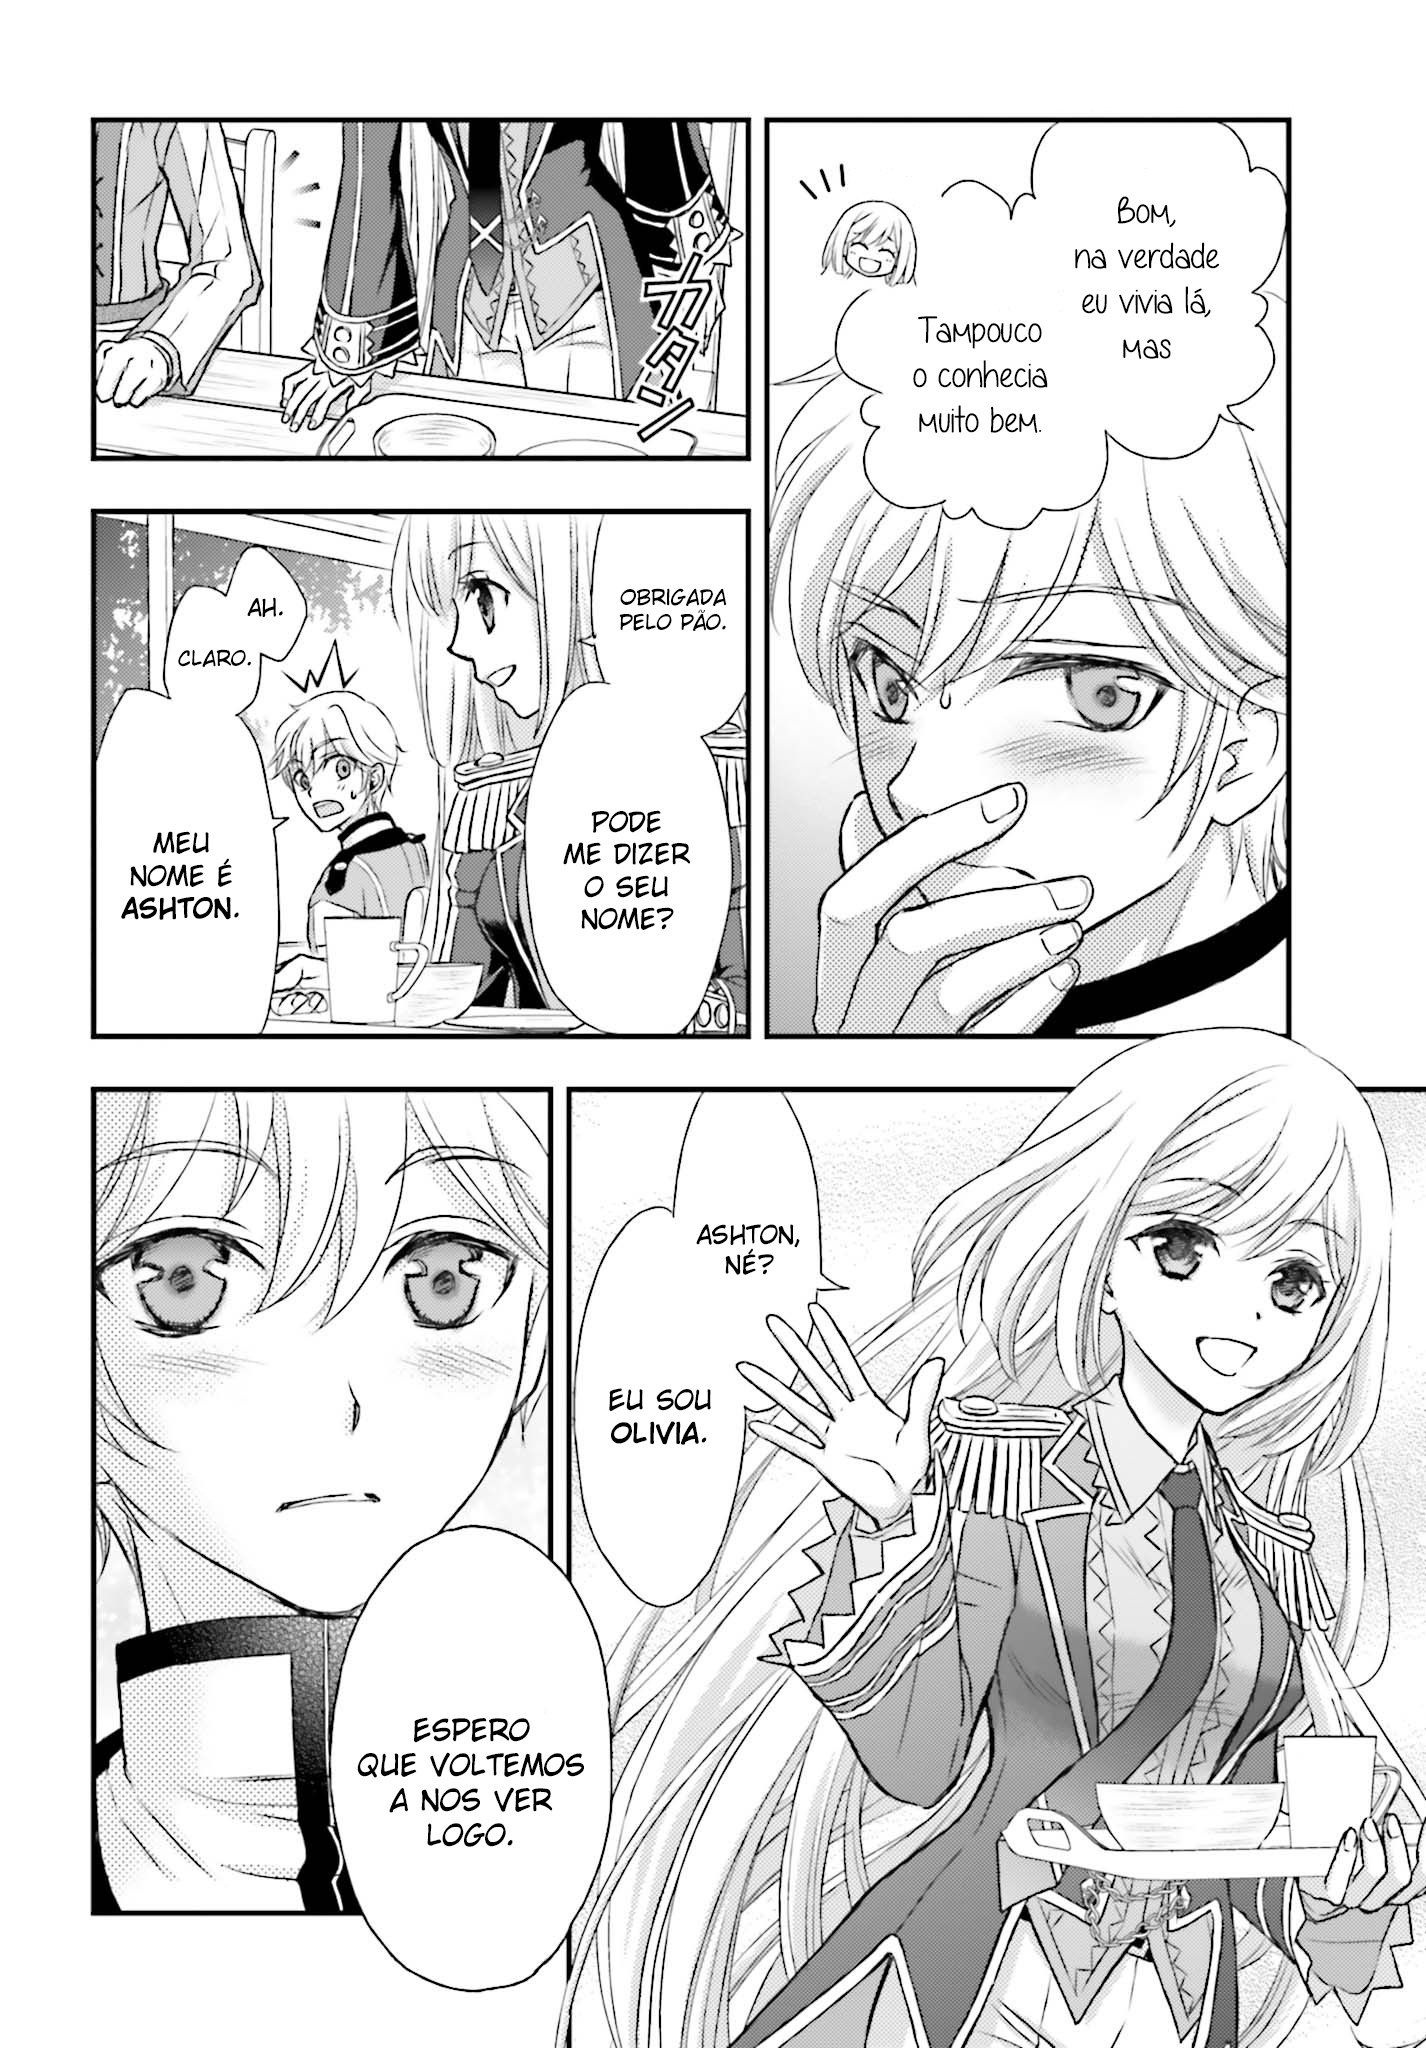 Bom,
na verdade
eu vivia lá,
mas
Tampouco
o conhecia
muito bem.
カタン
OBRIGADA
PELO PÃO.
PODE
ME DIZER
O SEU
NOME?
AH.
CLARO.
MEU
NOME É
ASHTON.
ASHTON,
NÉ?
EU SOU
OLIVIA.
ESPERO
QUE VOLTEMOS
A NOS VER
LOGO.